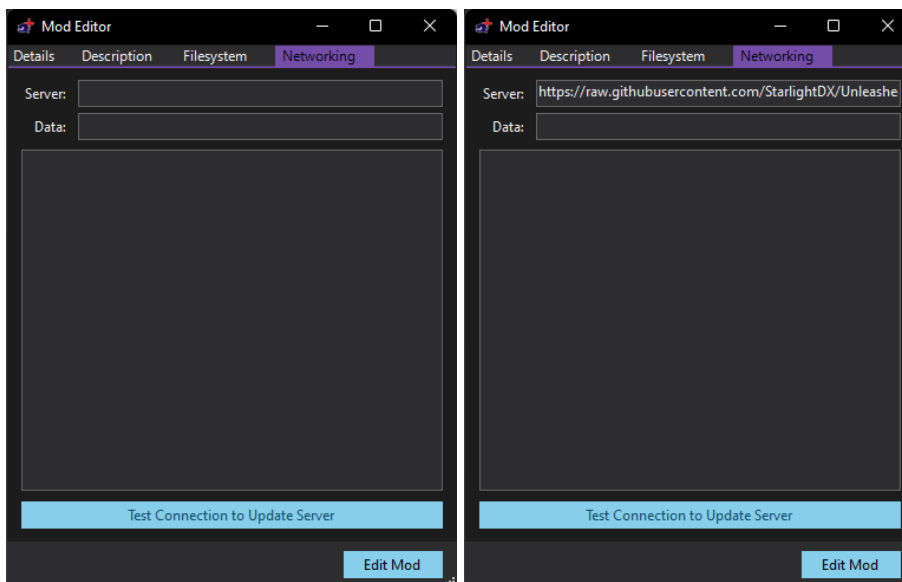 Mod Editor
Details Description Filesystem Networking
Server:
Data:
Test Connection to Update Server
Edit Mod
Mod Editor
Details Description Filesystem Networking
Server: https://raw.githubusercontent.com/StarlightDX/Unleashe
Data:
Test Connection to Update Server
Edit Mod